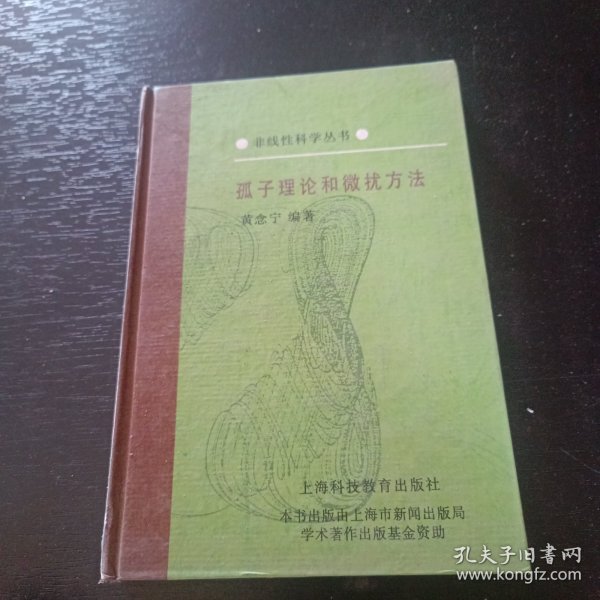 非线性科学丛书
孤子理论和微扰方法
黄念宁 编著
上海科技教育出版社
本书出版由上海市新闻出版局
学术著作出版基金资助
孔夫子旧书网
www.kongfz.com